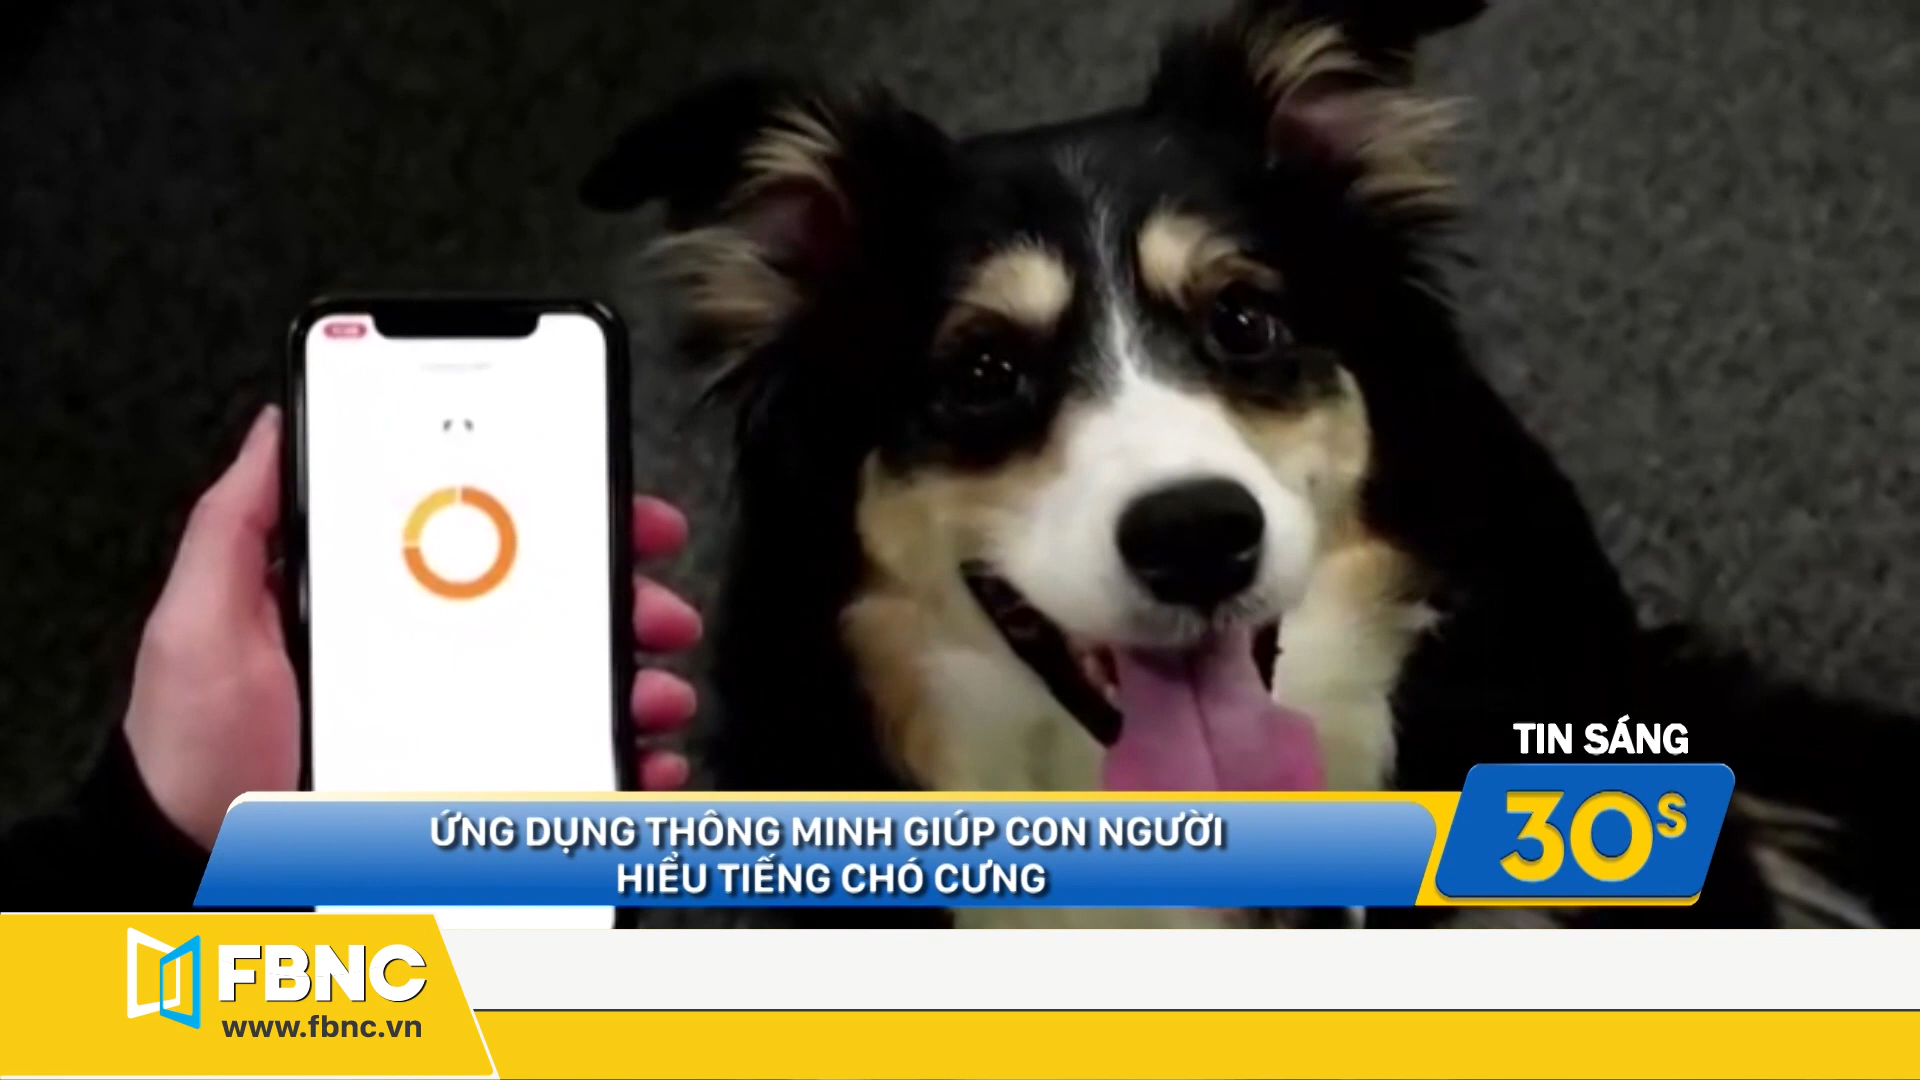 TIN SÁNG
30S
ỨNG DỤNG THÔNG MINH GIÚP CON NGƯỜI
HIỂU TIẾNG CHÓ CƯNG
FBNC
www.fbnc.vn